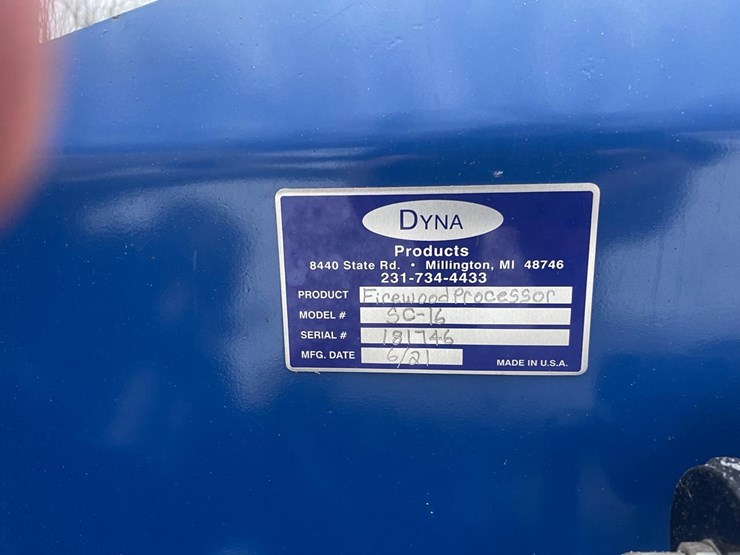 DYNA
Products
8440 State Rd. • Millington, MI 48746
231-734-4433
PRODUCT Firewood Processor
MODEL # SC-16
SERIAL # 181746
MFG. DATE 6/21 MADE IN U.S.A.